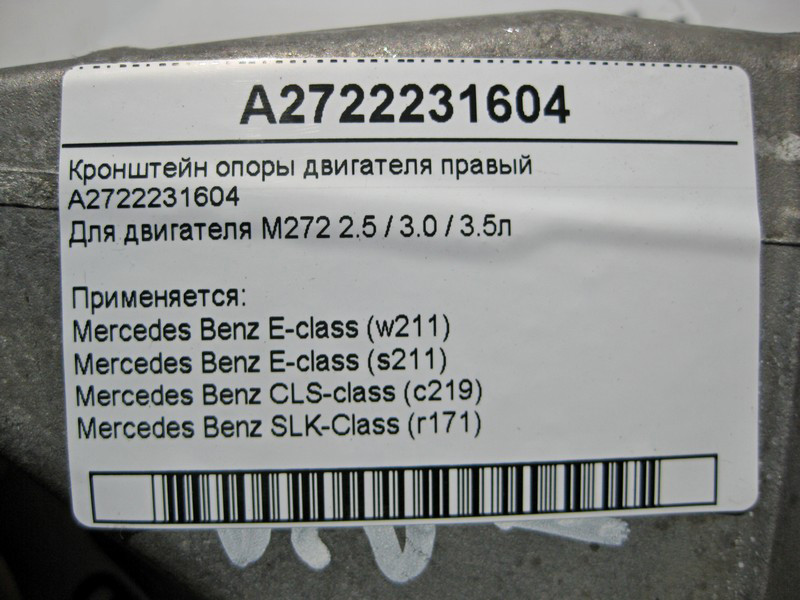 A2722231604
Кронштейн опоры двигателя правый
A2722231604
Для двигателя M272 2.5 / 3.0 / 3.5л
Применяется:
Mercedes Benz E-class (w211)
Mercedes Benz E-class (s211)
Mercedes Benz CLS-class (c219)
Mercedes Benz SLK-Class (r171)